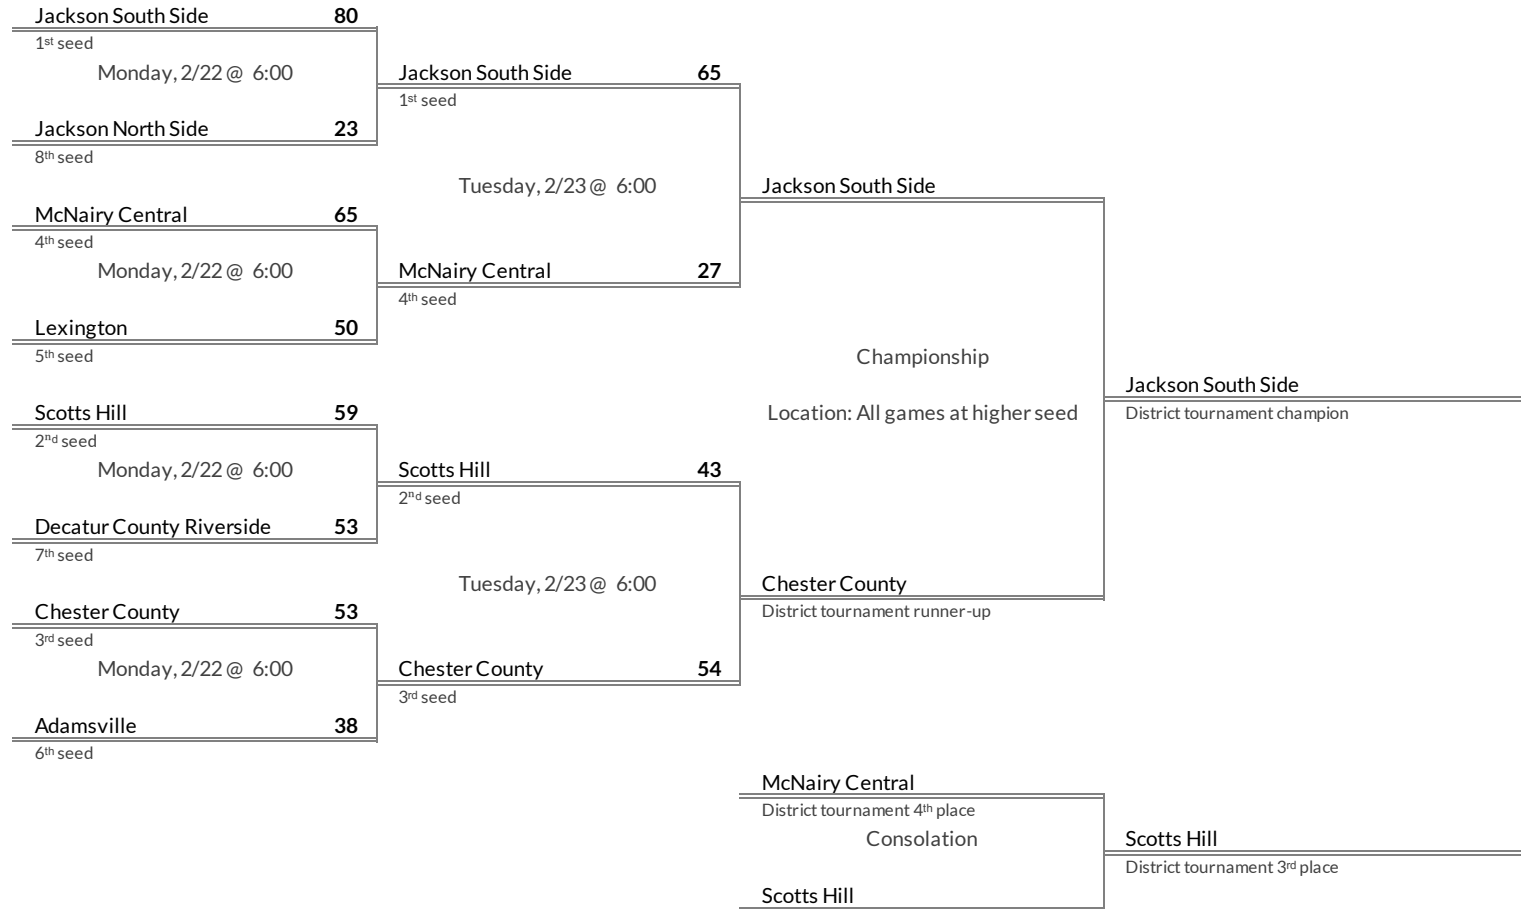 Jackson South Side 80
1st seed
Monday, 2/22 @ 6:00
Jackson North Side 23
8th seed
McNairy Central 65
4th seed
Monday, 2/22 @ 6:00
Lexington 50
5th seed
Scotts Hill 59
2nd seed
Monday, 2/22 @ 6:00
Decatur County Riverside 53
7th seed
Chester County 53
3rd seed
Monday, 2/22 @ 6:00
Adamsville 38
6th seed
Jackson South Side 65
1st seed
Tuesday, 2/23 @ 6:00
McNairy Central 27
4th seed
Scotts Hill 43
2nd seed
Tuesday, 2/23 @ 6:00
Chester County 54
3rd seed
Jackson South Side
Championship
Location: All games at higher seed
Chester County
District tournament runner-up
Jackson South Side
District tournament champion
McNairy Central
District tournament 4th place
Consolation
Scotts Hill
Scotts Hill
District tournament 3rd place